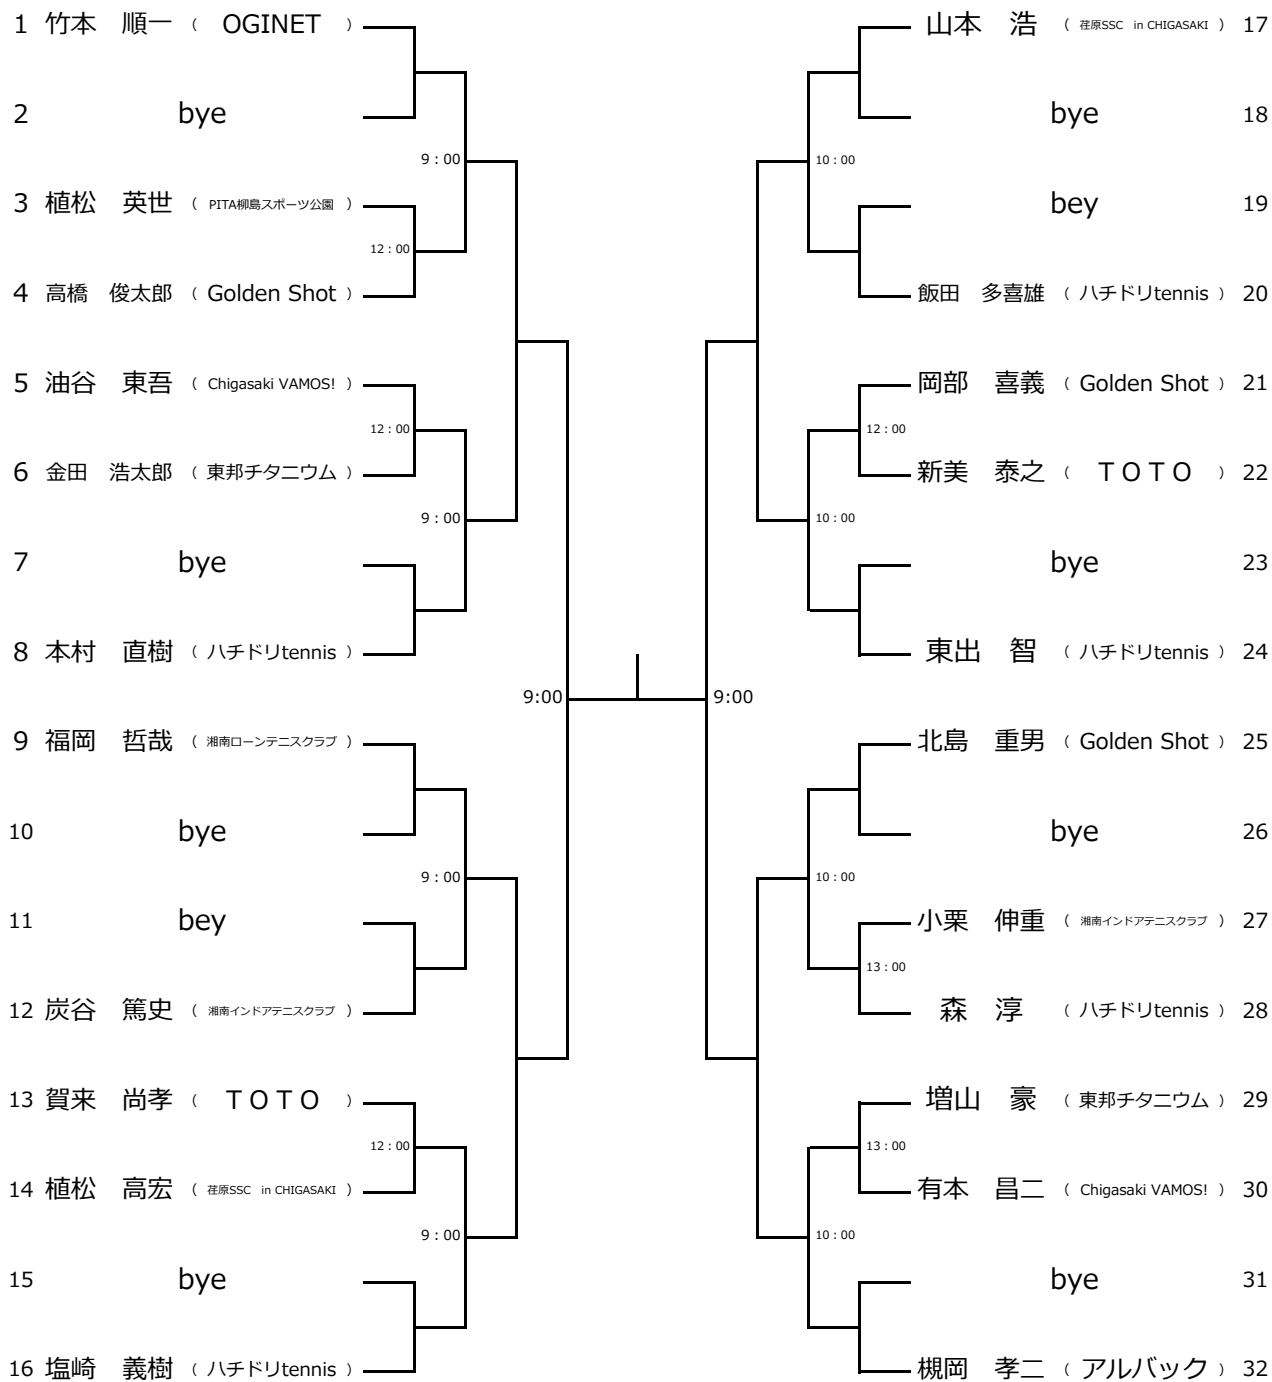 1 竹本　順一 （ OGINET ）
2 bye
9：00
3 植松　英世 （ PITA柳島スポーツ公園 ）
12：00
4 高橋　俊太郎 （ Golden Shot ）
5 油谷　東吾 （ Chigasaki VAMOS! ）
12：00
6 金田　浩太郎 （ 東邦チタニウム ）
9：00
7 bye
8 本村　直樹 （ ハチドリtennis ）
9:00
9 福岡　哲哉 （ 湘南ローンテニスクラブ ）
10 bye
9：00
11 bey
12 炭谷　篤史 （ 湘南インドアテニスクラブ ）
13 賀来　尚孝 （ ＴＯＴＯ ）
12：00
14 植松　高宏 （ 荏原SSC　in CHIGASAKI ）
9：00
15 bye
16 塩崎　義樹 （ ハチドリtennis ）
山本　浩 （ 荏原SSC　in CHIGASAKI ） 17
bye 18
10：00
bey 19
飯田　多喜雄 （ ハチドリtennis ） 20
岡部　喜義 （ Golden Shot ） 21
12：00
新美　泰之 （ ＴＯＴＯ ） 22
10：00
bye 23
東出　智 （ ハチドリtennis ） 24
9:00
北島　重男 （ Golden Shot ） 25
bye 26
10：00
小栗　伸重 （ 湘南インドアテニスクラブ ） 27
13：00
森　淳 （ ハチドリtennis ） 28
増山　豪 （ 東邦チタニウム ） 29
13：00
有本　昌二 （ Chigasaki VAMOS! ） 30
10：00
bye 31
槻岡　孝二 （ アルバック ） 32